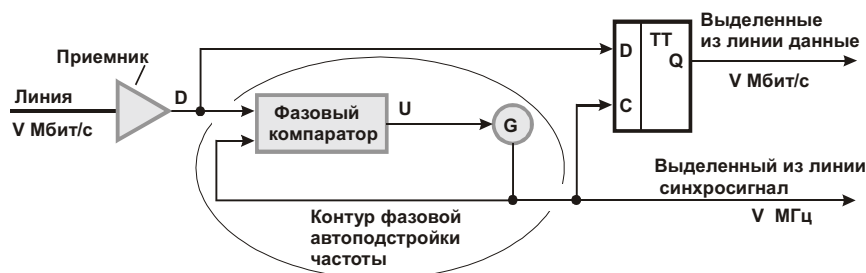 Приемник
Линия
V Мбит/с
D
Фазовый
компаратор
U
G
D
C
TT
Q
Выделенные
из линии данные
V Мбит/с
Выделенный из линии
синхросигнал
V МГц
Контур фазовой
автоподстройки
частоты